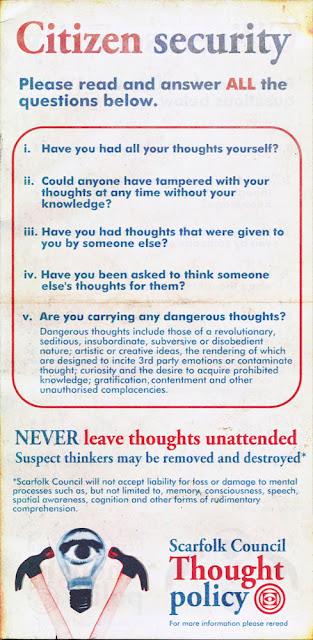 Citizen security
Please read and answer ALL the
questions below.
i. Have you had all your thoughts yourself?
ii. Could anyone have tampered with your
thoughts at any time without your
knowledge?
iii. Have you had thoughts that were given to
you by someone else?
iv. Have you been asked to think someone
else's thoughts for them?
v. Are you carrying any dangerous thoughts?
Dangerous thoughts include those of a revolutionary,
seditious, insubordinate, subversive or disobedient
nature; artistic or creative ideas, the rendering of which
are designed to incite 3rd party emotions or contaminate
thought; curiosity and the desire to acquire prohibited
knowledge; gratification, contentment and other
unauthorised complacencies.
NEVER leave thoughts unattended
Suspect thinkers may be removed and destroyed*
*Scarfolk Council will not accept liability for loss or damage to mental
processes such as, but not limited to, memory, consciousness, speech,
spatial awareness, cognition and other forms of rudimentary
comprehension.
Scarfolk Council
Thought
policy
For more information please reread